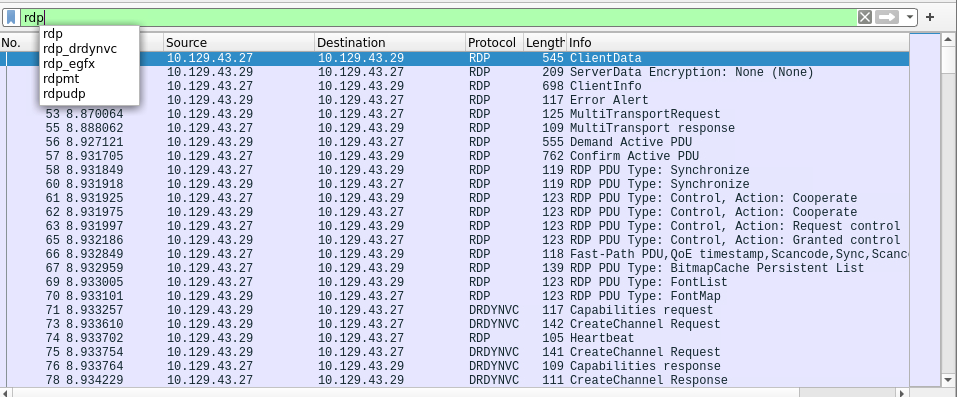 rdp
No. Source Destination Protocol Length Info
rdp
rdp_drdynvc
rdp_egfx
rdpmt
rdpudp
10.129.43.27 10.129.43.29 RDP 545 ClientData
10.129.43.29 10.129.43.27 RDP 209 ServerData Encryption: None (None)
10.129.43.27 10.129.43.29 RDP 698 ClientInfo
10.129.43.29 10.129.43.27 RDP 117 Error Alert
53 8.870064 10.129.43.29 10.129.43.27 RDP 125 MultiTransportRequest
55 8.888062 10.129.43.27 10.129.43.29 RDP 109 MultiTransport response
56 8.927121 10.129.43.29 10.129.43.27 RDP 555 Demand Active PDU
57 8.931705 10.129.43.27 10.129.43.29 RDP 762 Confirm Active PDU
58 8.931849 10.129.43.27 10.129.43.29 RDP 119 RDP PDU Type: Synchronize
60 8.931918 10.129.43.29 10.129.43.27 RDP 119 RDP PDU Type: Synchronize
61 8.931925 10.129.43.27 10.129.43.29 RDP 123 RDP PDU Type: Control, Action: Cooperate
62 8.931975 10.129.43.29 10.129.43.27 RDP 123 RDP PDU Type: Control, Action: Cooperate
63 8.931997 10.129.43.27 10.129.43.29 RDP 123 RDP PDU Type: Control, Action: Request control
65 8.932186 10.129.43.29 10.129.43.27 RDP 123 RDP PDU Type: Control, Action: Granted control
66 8.932849 10.129.43.27 10.129.43.29 RDP 118 Fast-Path PDU,QoE timestamp,Scancode,Sync,Scanc
67 8.932959 10.129.43.27 10.129.43.29 RDP 139 RDP PDU Type: BitmapCache Persistent List
69 8.933005 10.129.43.27 10.129.43.29 RDP 123 RDP PDU Type: FontList
70 8.933101 10.129.43.29 10.129.43.27 RDP 123 RDP PDU Type: FontMap
71 8.933257 10.129.43.29 10.129.43.27 DRDYNVC 117 Capabilities request
73 8.933610 10.129.43.29 10.129.43.27 DRDYNVC 142 CreateChannel Request
74 8.933702 10.129.43.29 10.129.43.27 RDP 105 Heartbeat
75 8.933754 10.129.43.29 10.129.43.27 DRDYNVC 141 CreateChannel Request
76 8.933764 10.129.43.27 10.129.43.29 DRDYNVC 109 Capabilities response
78 8.934229 10.129.43.27 10.129.43.29 DRDYNVC 111 CreateChannel Response